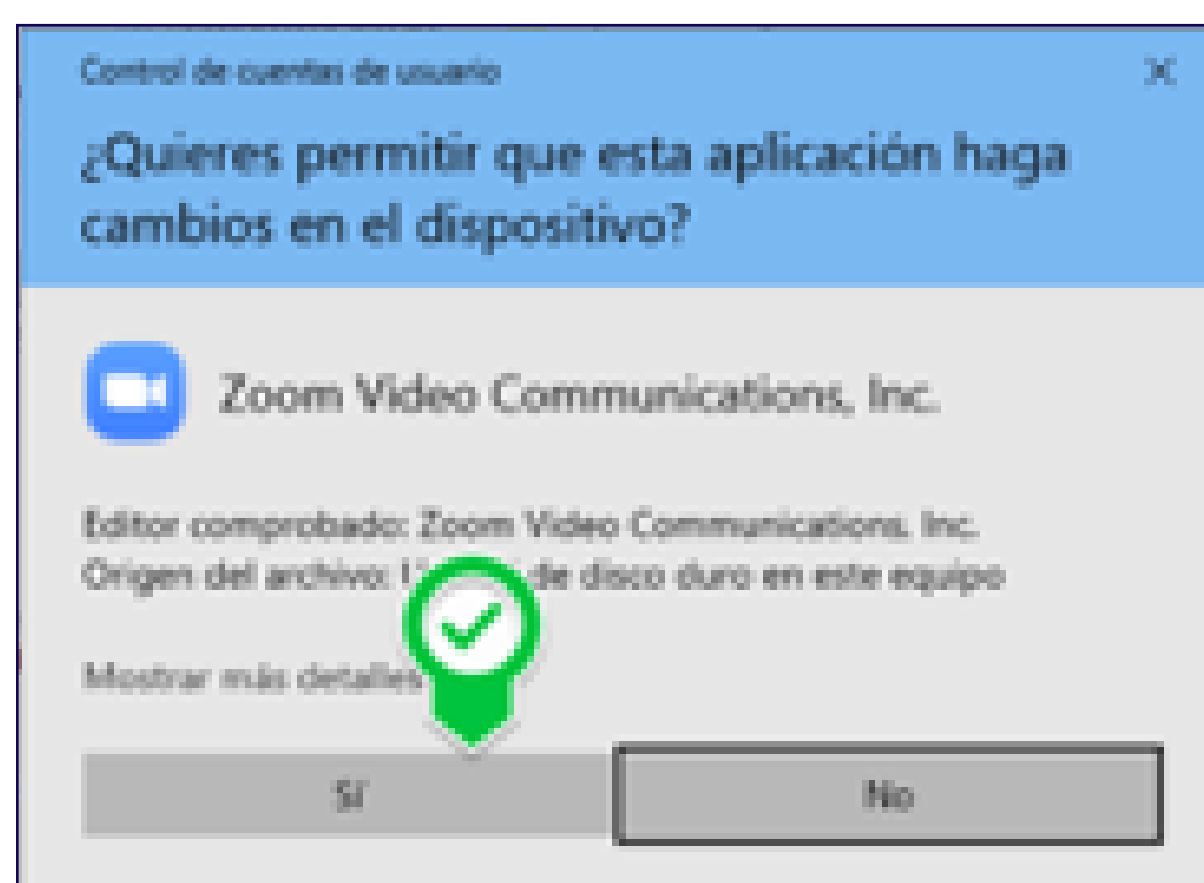 Control de cuentas de usuario
¿Quieres permitir que esta aplicación haga
cambios en el dispositivo?
Zoom Video Communications, Inc.
Editor comprobado: Zoom Video Communications, Inc.
Origen del archivo: de disco duro en este equipo
Mostrar más detalles
Sí
No